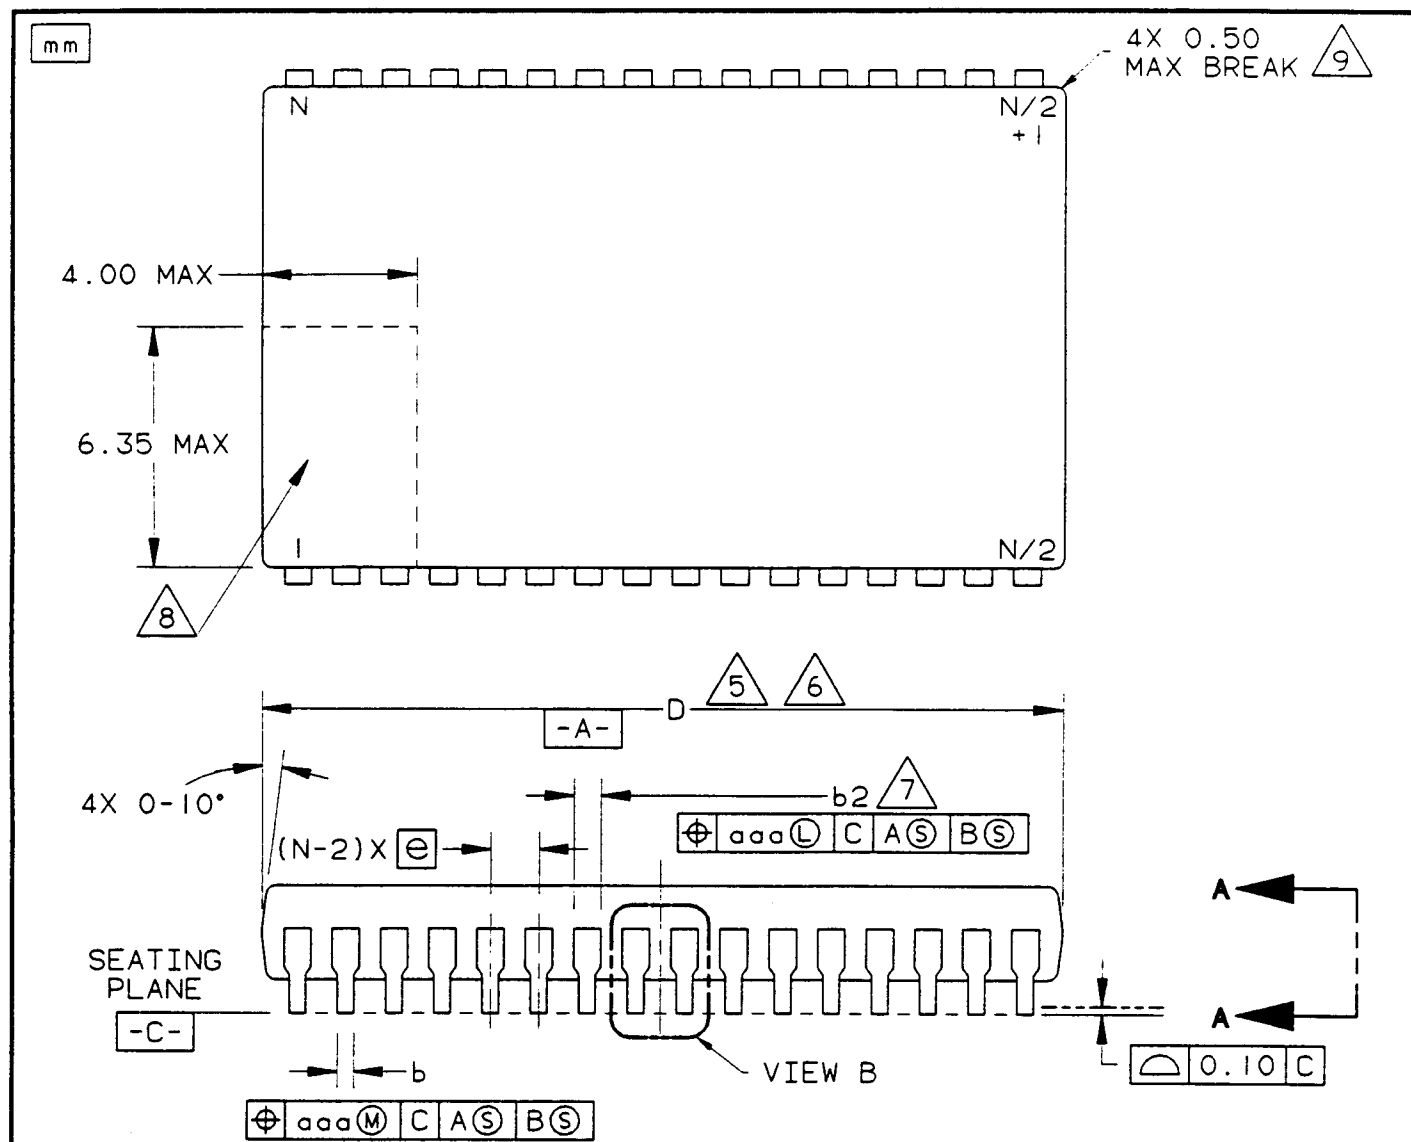 mm
4X 0.50
MAX BREAK 9
N
N/2
+1
4.00 MAX
6.35 MAX
1
N/2
8
D 5 6
-A-
4X 0-10°
b2 7
⌖ aaa Ⓛ C A Ⓢ B Ⓢ
(N-2)X e
A
SEATING
PLANE
A
-C-
b
VIEW B
⌓ 0.10 C
⌖ aaa Ⓜ C A Ⓢ B Ⓢ